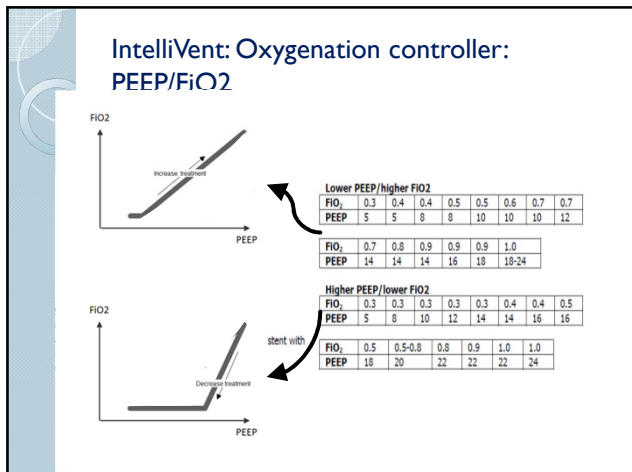 IntelliVent: Oxygenation controller:
PEEP/FiO2
FiO2
Increase treatment
PEEP
Lower PEEP/higher FiO2
FiO₂ 0.3 0.4 0.4 0.5 0.5 0.6 0.7 0.7
PEEP 5 5 8 8 10 10 10 12
FiO₂ 0.7 0.8 0.9 0.9 0.9 1.0
PEEP 14 14 14 16 18 18-24
Higher PEEP/lower FiO2
FiO₂ 0.3 0.3 0.3 0.3 0.3 0.4 0.4 0.5
PEEP 5 8 10 12 14 14 16 16
FiO₂ 0.5 0.5-0.8 0.8 0.9 1.0 1.0
PEEP 18 20 22 22 22 24
FiO2
stent with
Decrease treatment
PEEP